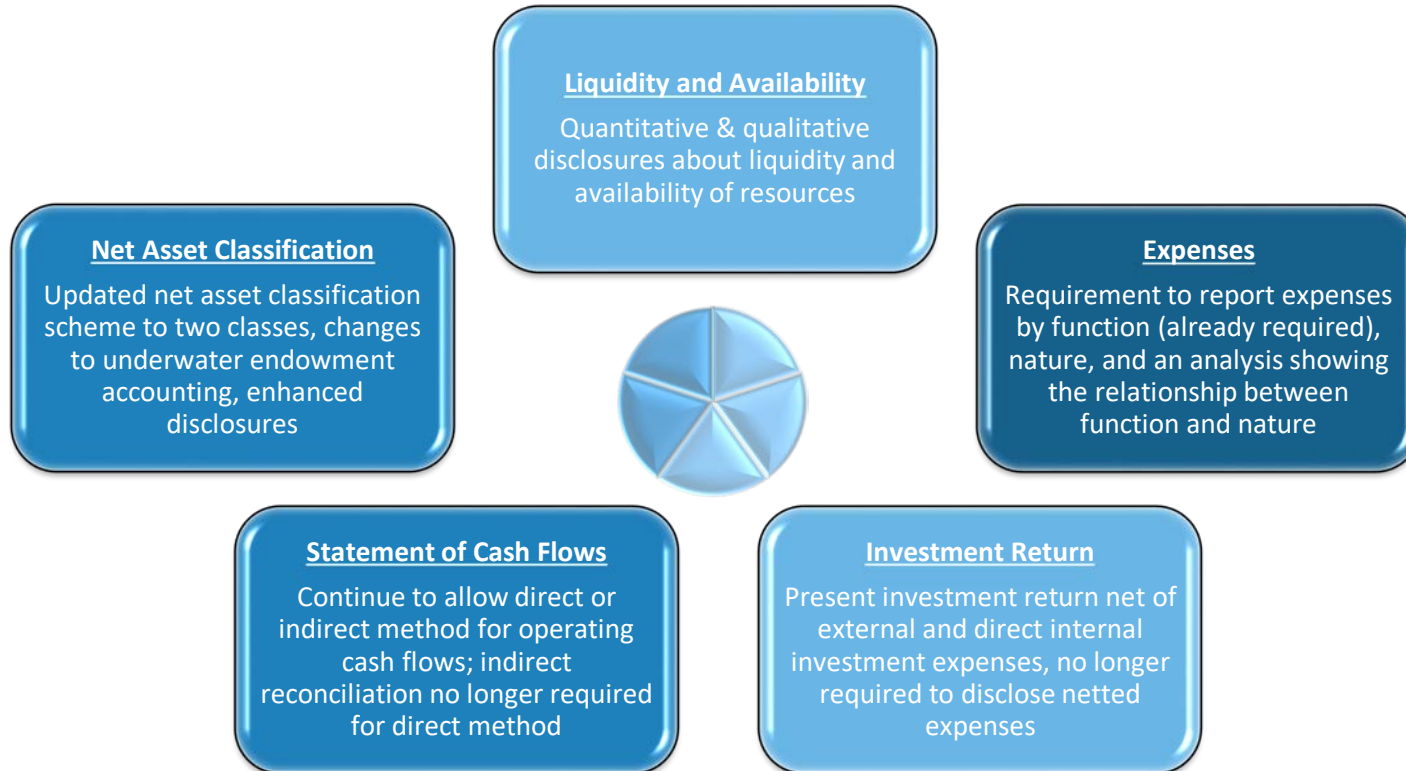 Liquidity and Availability
Quantitative & qualitative
disclosures about liquidity and
availability of resources
Net Asset Classification
Updated net asset classification
scheme to two classes, changes
to underwater endowment
accounting, enhanced
disclosures
Expenses
Requirement to report expenses
by function (already required),
nature, and an analysis showing
the relationship between
function and nature
Statement of Cash Flows
Continue to allow direct or
indirect method for operating
cash flows; indirect
reconciliation no longer required
for direct method
Investment Return
Present investment return net of
external and direct internal
investment expenses, no longer
required to disclose netted
expenses